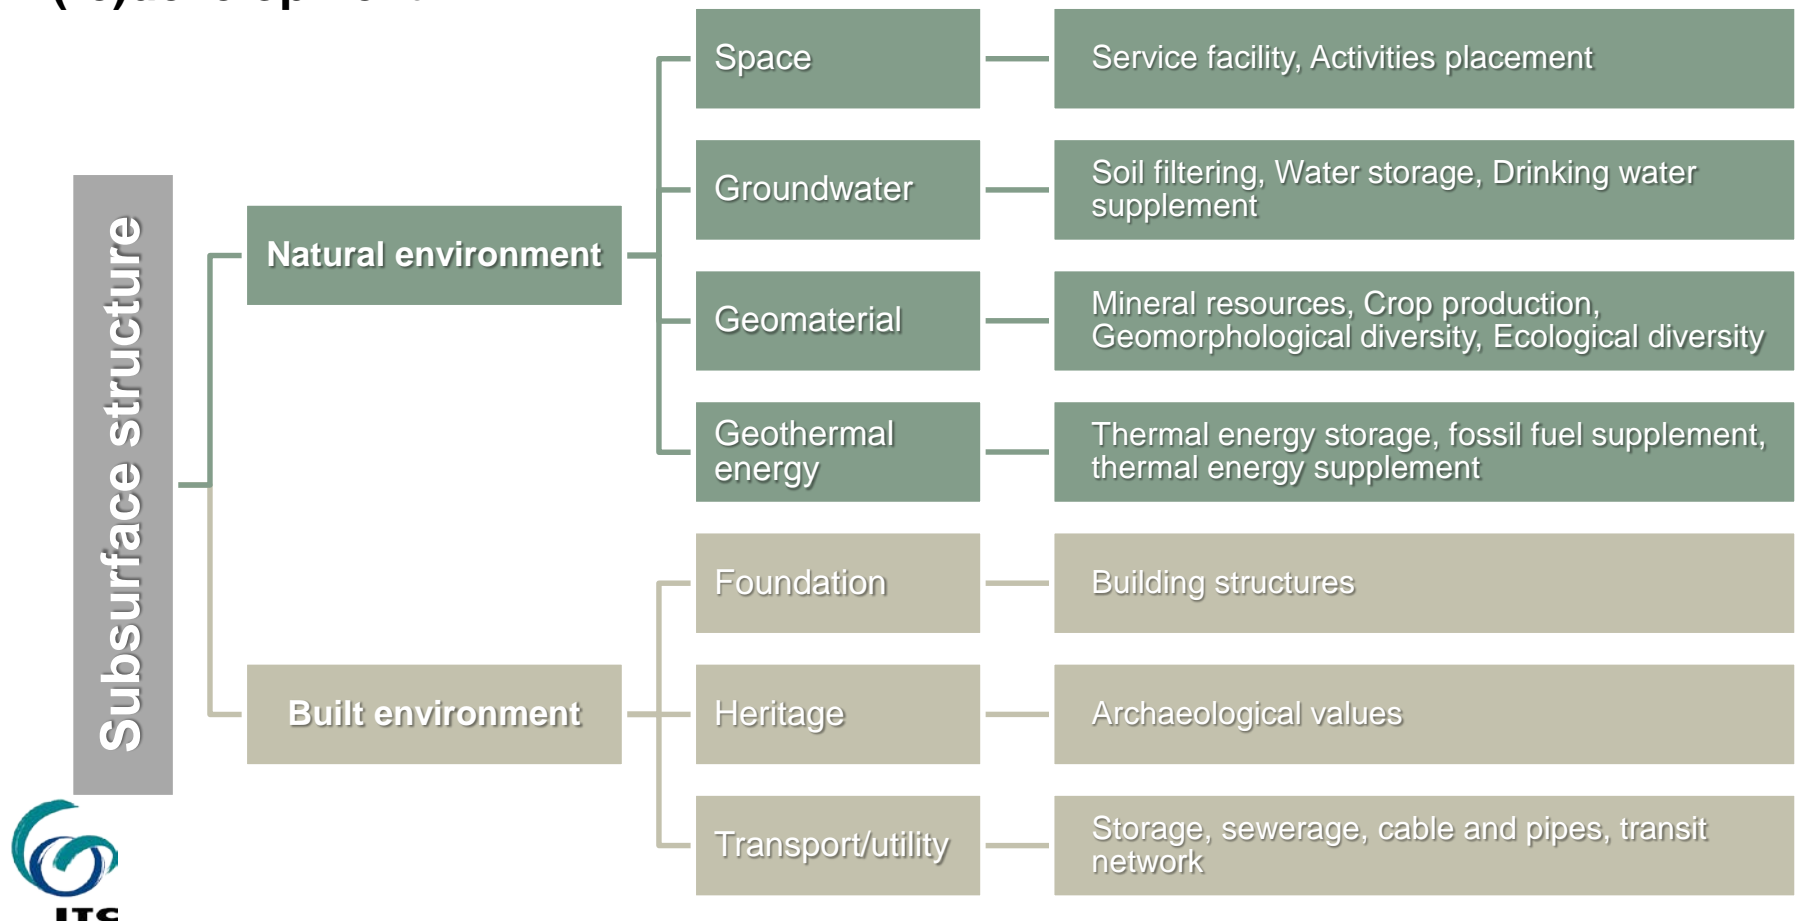 Subsurface structure
Natural environment
Space
Service facility, Activities placement
Groundwater
Soil filtering, Water storage, Drinking water
supplement
Geomaterial
Mineral resources, Crop production,
Geomorphological diversity, Ecological diversity
Geothermal
energy
Thermal energy storage, fossil fuel supplement,
thermal energy supplement
Built environment
Foundation
Building structures
Heritage
Archaeological values
Transport/utility
Storage, sewerage, cable and pipes, transit
network